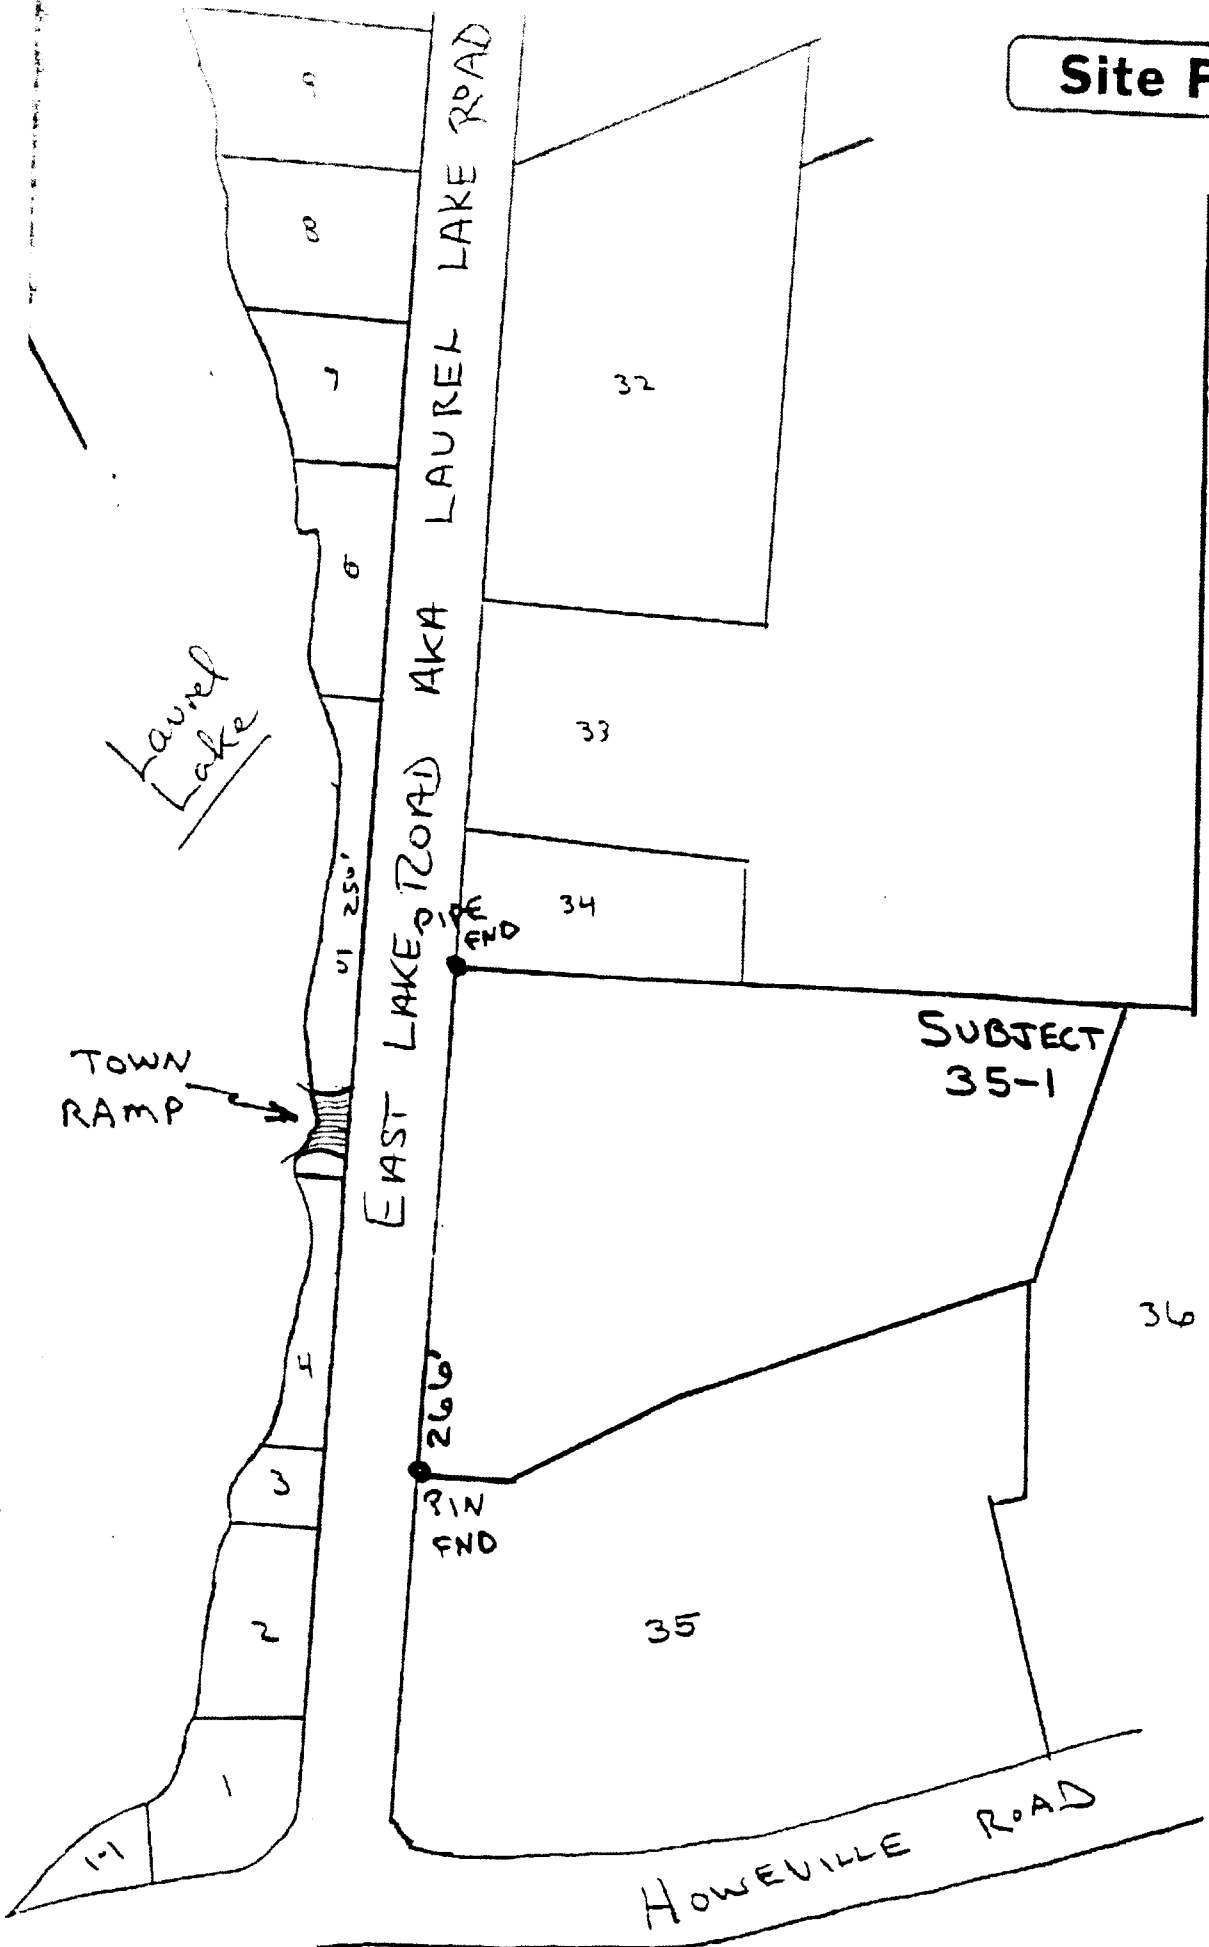 Site P
9
8
7
6
32
33
34
EAST LAKE ROAD AKA LAUREL LAKE ROAD
Laurel
Lake
5 250'
PIPE
FND
SUBJECT
35-1
TOWN
RAMP
36
4
266'
3
PIN
FND
2
35
1
1-1
HOWEVILLE ROAD